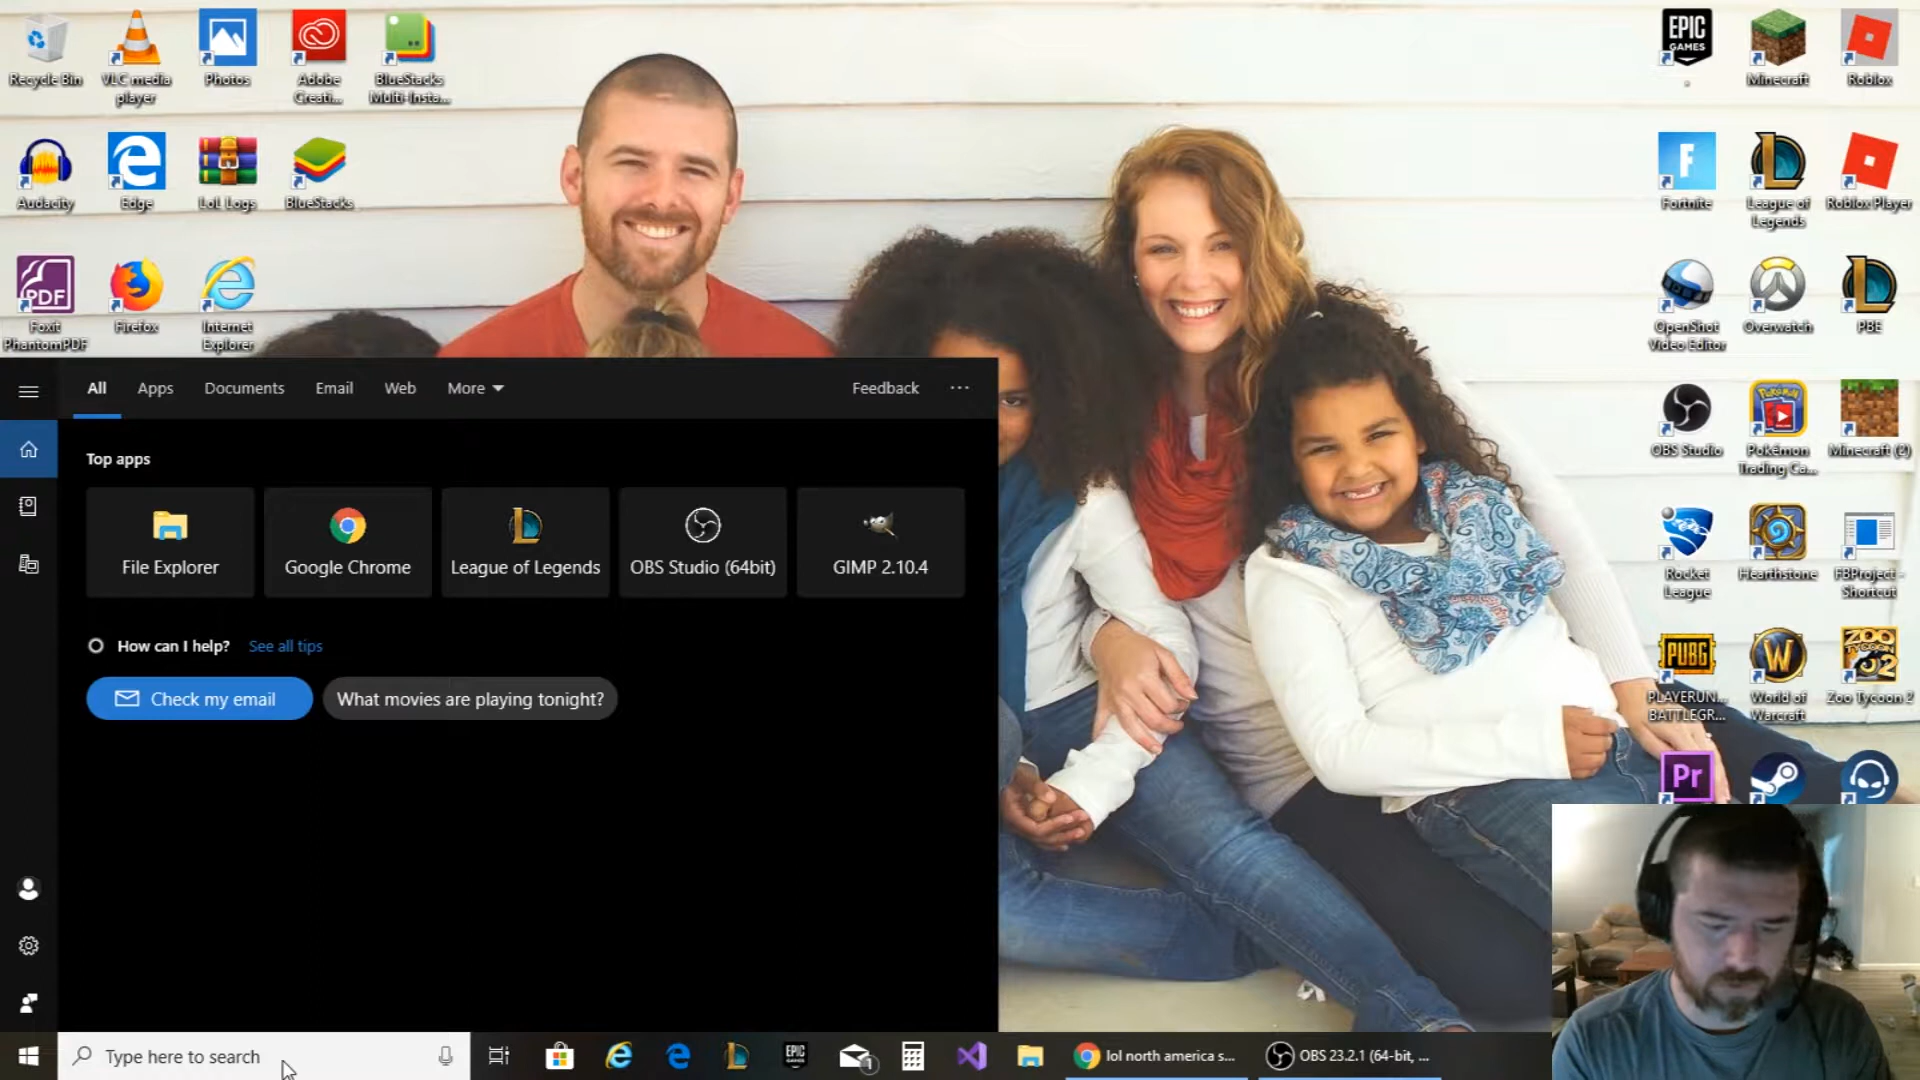 Recycle Bin
VLC media
player
Photos
Adobe
Creati...
BlueStacks
Multi-Insta...
EPIC
GAMES
Minecraft
Roblox
Audacity
Edge
LoL Logs
BlueStacks
F
Fortnite
League of
Legends
Roblox Player
PDF
Foxit
PhantomPDF
Firefox
Internet
Explorer
OpenShot
Video Editor
Overwatch
PBE
All
Apps
Documents
Email
Web
More
Feedback
Top apps
File Explorer
Google Chrome
League of Legends
OBS Studio (64bit)
GIMP 2.10.4
OBS Studio
Pokémon
Trading Ca...
Minecraft (2)
Rocket
League
Hearthstone
FBProject -
Shortcut
How can I help?
See all tips
Check my email
What movies are playing tonight?
PUBG
PLAYERUN...
BATTLEGR...
W
World of
Warcraft
ZOO
TYCOON
2
Zoo Tycoon 2
Pr
Type here to search
EPIC
GAMES
1
lol north america s...
OBS 23.2.1 (64-bit, ...